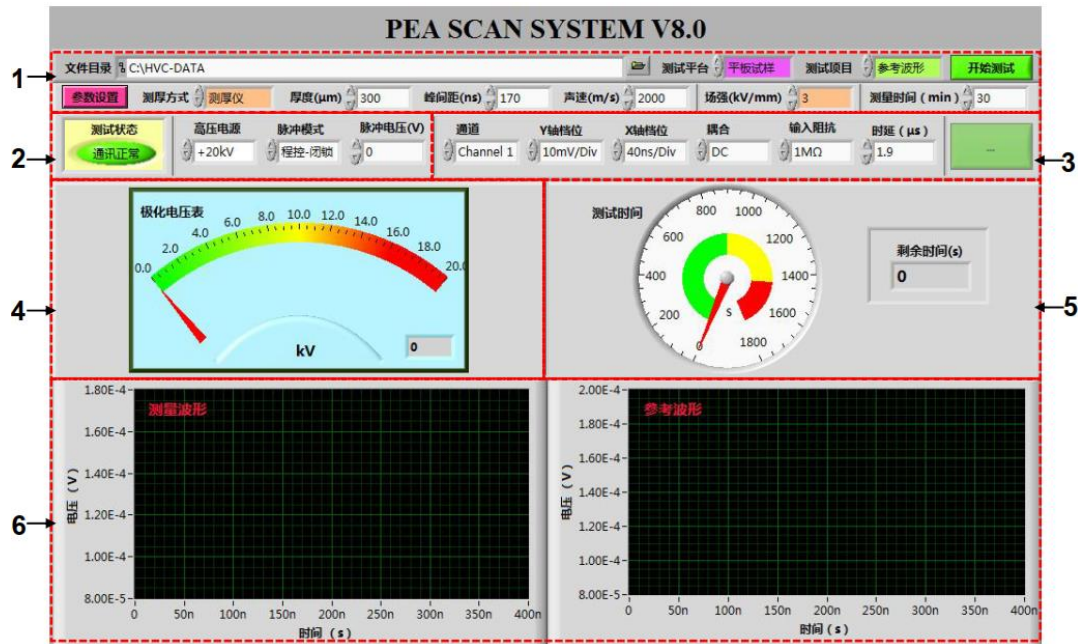 PEA SCAN SYSTEM V8.0
文件目录 C:\HVC-DATA 测试平台 平板试样 测试项目 参考波形 开始测试
1
参数设置 测厚方式 测厚仪 厚度(μm) 300 峰间距(ns) 170 声速(m/s) 2000 场强(kV/mm) 3 测量时间(min) 30
测试状态 高压电源 脉冲模式 脉冲电压(V) 通道 Y轴档位 X轴档位 耦合 输入阻抗 时延(μs)
2 3
通讯正常 +20kV 程控-闭锁 0 Channel 1 10mV/Div 40ns/Div DC 1MΩ 1.9 ...
极化电压表
0.0 2.0 4.0 6.0 8.0 10.0 12.0 14.0 16.0 18.0 20.0
kV 0
测试时间
0 200 400 600 800 1000 1200 1400 1600 1800
S
剩余时间(s)
0
4 5
测量波形
1.80E-4
1.60E-4
1.40E-4
1.20E-4
1.00E-4
8.00E-5
电压(V)
0 50n 100n 150n 200n 250n 300n 350n 400n
时间(s)
6
参考波形
2.00E-4
1.80E-4
1.60E-4
1.40E-4
1.20E-4
1.00E-4
8.00E-5
电压(V)
0 50n 100n 150n 200n 250n 300n 350n 400n
时间(s)